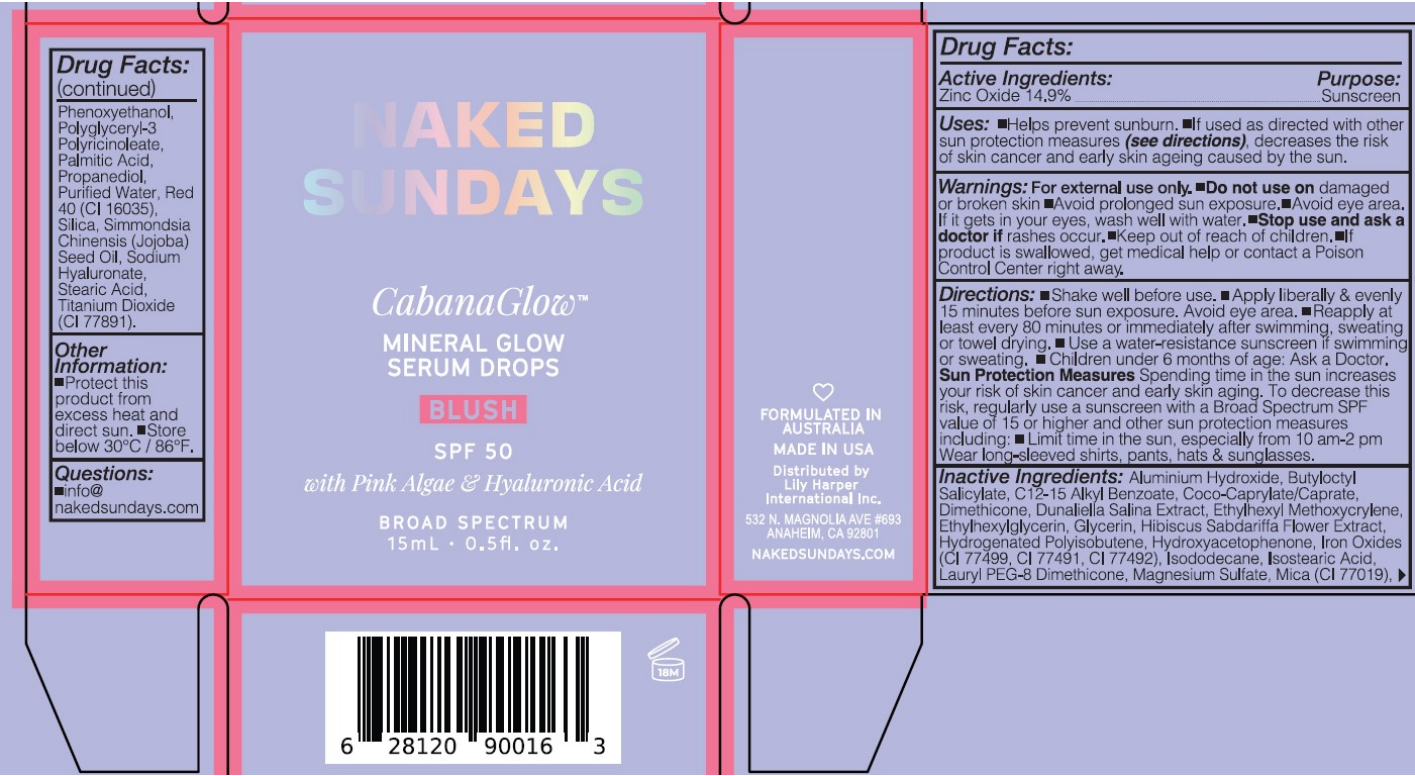 Drug Facts:
(continued)
Phenoxyethanol,
Polyglyceryl-3
Polyricinoleate,
Palmitic Acid,
Propanediol,
Purified Water, Red
40 (CI 16035),
Silica, Simmondsia
Chinensis (Jojoba)
Seed Oil, Sodium
Hyaluronate,
Stearic Acid,
Titanium Dioxide
(CI 77891).
Other
Information:
■Protect this
product from
excess heat and
direct sun. ■Store
below 30°C / 86°F.
Questions:
■info@
nakedsundays.com
NAKED
SUNDAYS
CabanaGlow™
MINERAL GLOW
SERUM DROPS
BLUSH
SPF 50
with Pink Algae & Hyaluronic Acid
BROAD SPECTRUM
15mL · 0.5fl. oz.
FORMULATED IN
AUSTRALIA
MADE IN USA
Distributed by
Lily Harper
International Inc.
532 N. MAGNOLIA AVE #693
ANAHEIM, CA 92801
NAKEDSUNDAYS.COM
Drug Facts:
Active Ingredients: Purpose:
Zinc Oxide 14.9% Sunscreen
Uses: ■Helps prevent sunburn. ■If used as directed with other
sun protection measures (see directions), decreases the risk
of skin cancer and early skin ageing caused by the sun.
Warnings: For external use only. ■Do not use on damaged
or broken skin ■Avoid prolonged sun exposure.■Avoid eye area.
If it gets in your eyes, wash well with water.■Stop use and ask a
doctor if rashes occur.■Keep out of reach of children.■If
product is swallowed, get medical help or contact a Poison
Control Center right away.
Directions: ■Shake well before use. ■Apply liberally & evenly
15 minutes before sun exposure. Avoid eye area. ■Reapply at
least every 80 minutes or immediately after swimming, sweating
or towel drying. ■ Use a water-resistance sunscreen if swimming
or sweating. ■ Children under 6 months of age: Ask a Doctor.
Sun Protection Measures Spending time in the sun increases
your risk of skin cancer and early skin aging. To decrease this
risk, regularly use a sunscreen with a Broad Spectrum SPF
value of 15 or higher and other sun protection measures
including: ■ Limit time in the sun, especially from 10 am-2 pm
Wear long-sleeved shirts, pants, hats & sunglasses.
Inactive Ingredients: Aluminium Hydroxide, Butyloctyl
Salicylate, C12-15 Alkyl Benzoate, Coco-Caprylate/Caprate,
Dimethicone, Dunaliella Salina Extract, Ethylhexyl Methoxycrylene,
Ethylhexylglycerin, Glycerin, Hibiscus Sabdariffa Flower Extract,
Hydrogenated Polyisobutene, Hydroxyacetophenone, Iron Oxides
(CI 77499, CI 77491, CI 77492), Isododecane, Isostearic Acid,
Lauryl PEG-8 Dimethicone, Magnesium Sulfate, Mica (CI 77019),
6 28120 90016 3
18M